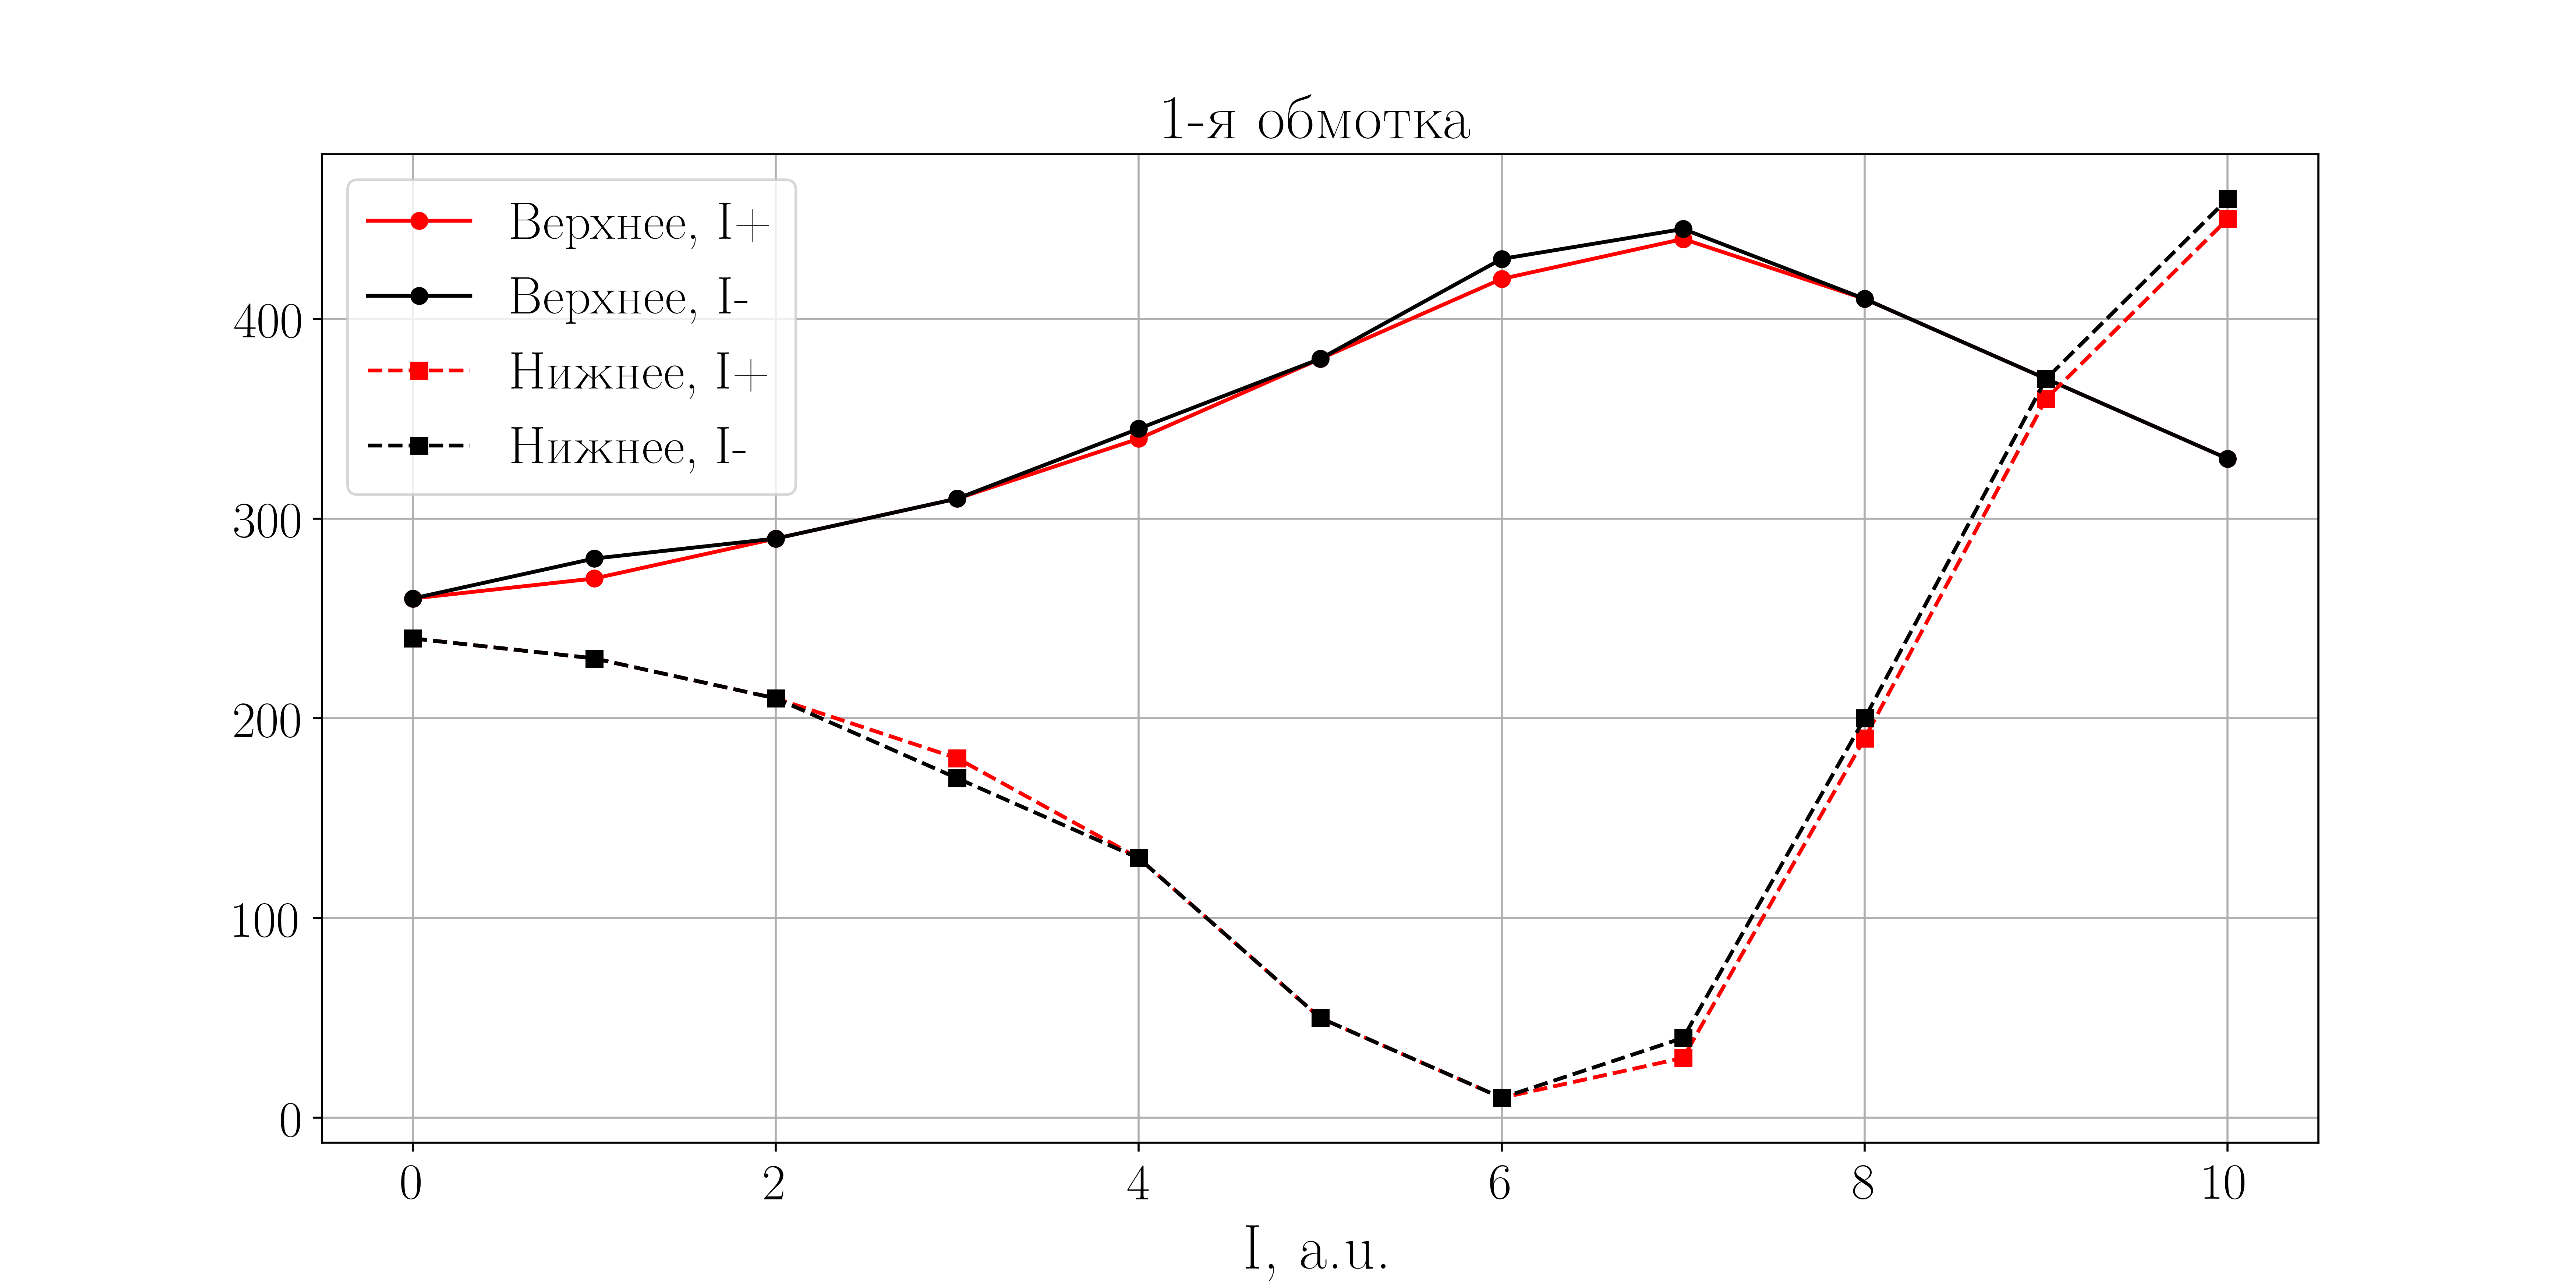 1-я обмотка
Верхнее, I+
Верхнее, I-
Нижнее, I+
Нижнее, I-
400
300
200
100
0
0 2 4 6 8 10
I, a.u.